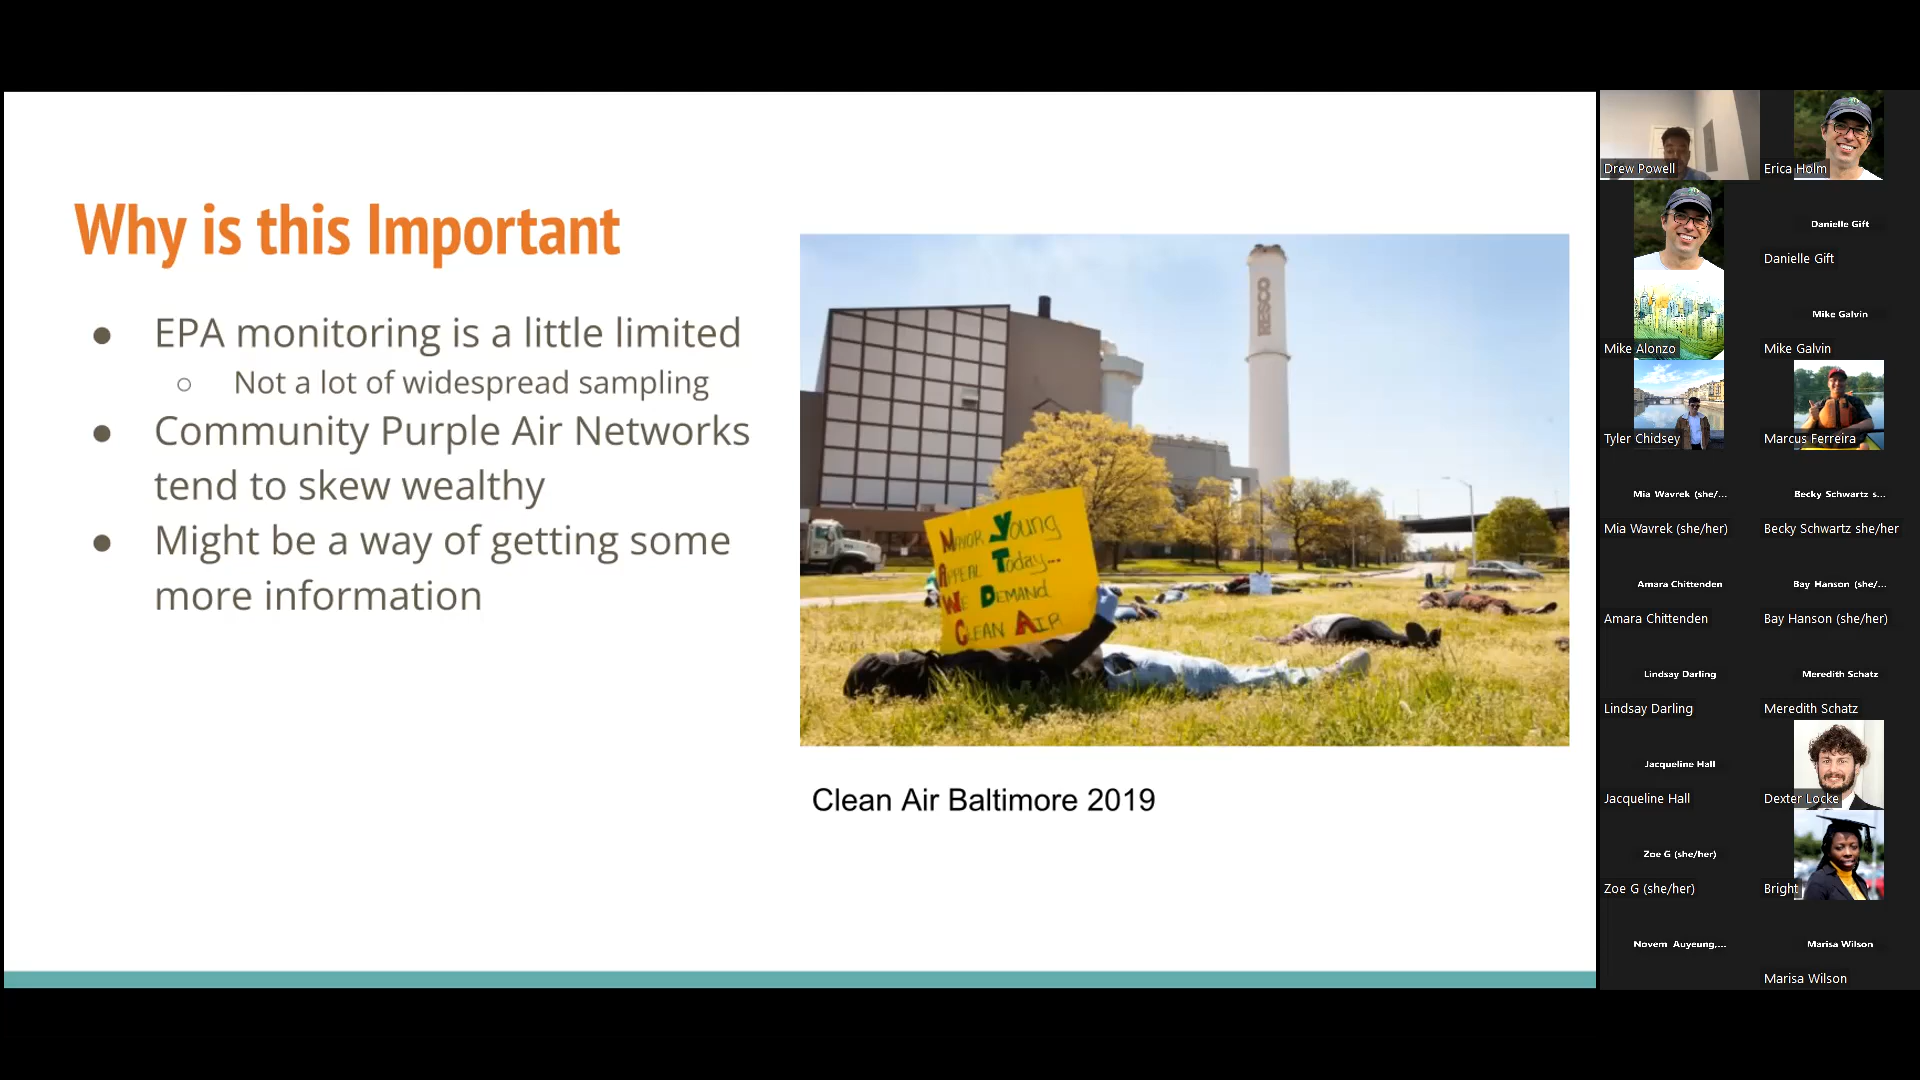 Why is this Important
● EPA monitoring is a little limited
○ Not a lot of widespread sampling
● Community Purple Air Networks
tend to skew wealthy
● Might be a way of getting some
more information
RESCO
Mayor Young
Appeal Today...
We Demand
Clean Air
Clean Air Baltimore 2019
Drew Powell
Erica Holm
Danielle Gift
Danielle Gift
Mike Galvin
Mike Alonzo
Mike Galvin
Tyler Chidsey
Marcus Ferreira
Mia Wavrek (she/...
Becky Schwartz s...
Mia Wavrek (she/her)
Becky Schwartz she/her
Amara Chittenden
Bay Hanson (she/...
Amara Chittenden
Bay Hanson (she/her)
Lindsay Darling
Meredith Schatz
Lindsay Darling
Meredith Schatz
Jacqueline Hall
Jacqueline Hall
Dexter Locke
Zoe G (she/her)
Zoe G (she/her)
Bright
Novem Auyeung,...
Marisa Wilson
Marisa Wilson